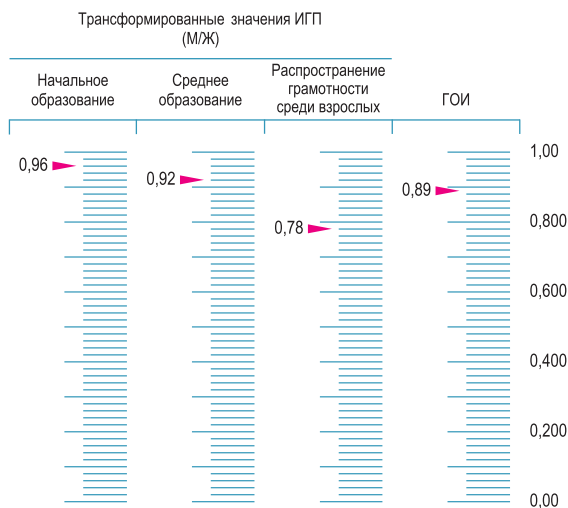 Трансформированные значения ИГП
(М/Ж)
Начальное
образование
Среднее
образование
Распространение
грамотности
среди взрослых
ГОИ
0,96
0,92
0,78
0,89
1,00
0,800
0,600
0,400
0,200
0,00